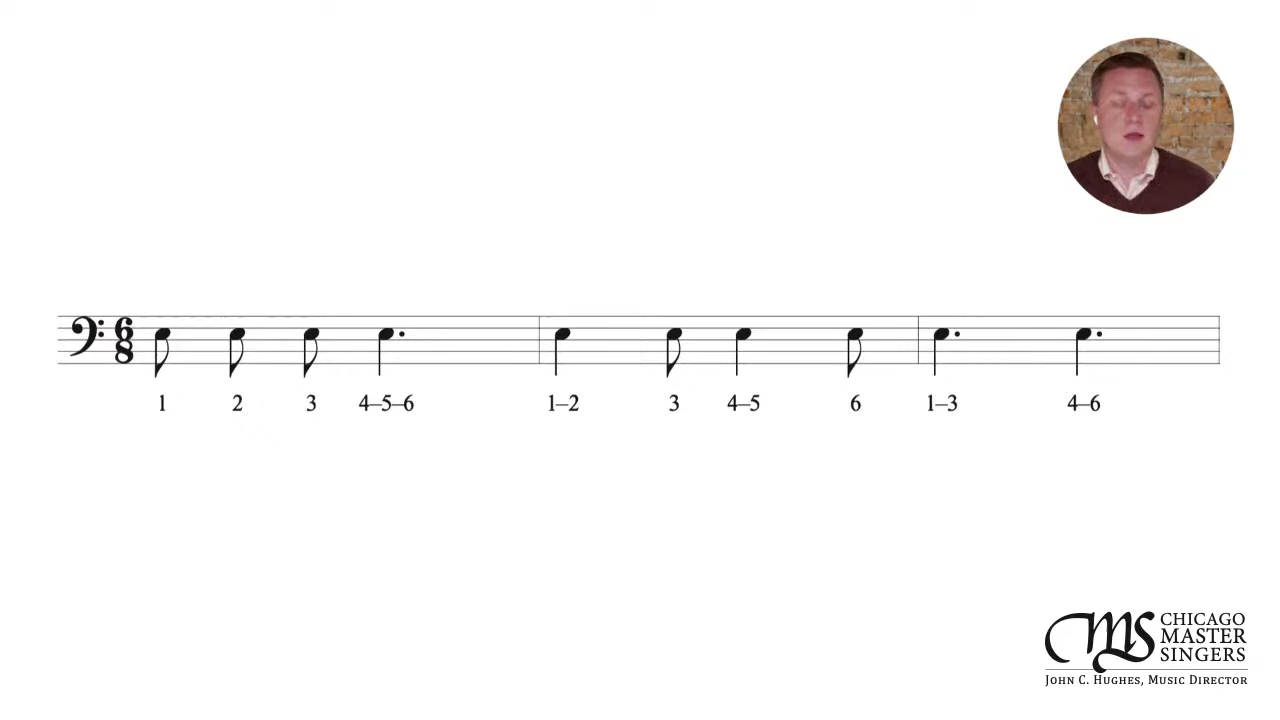 6
8
1 2 3 4–5–6 1–2 3 4–5 6 1–3 4–6
CMS CHICAGO
MASTER
SINGERS
John C. Hughes, Music Director